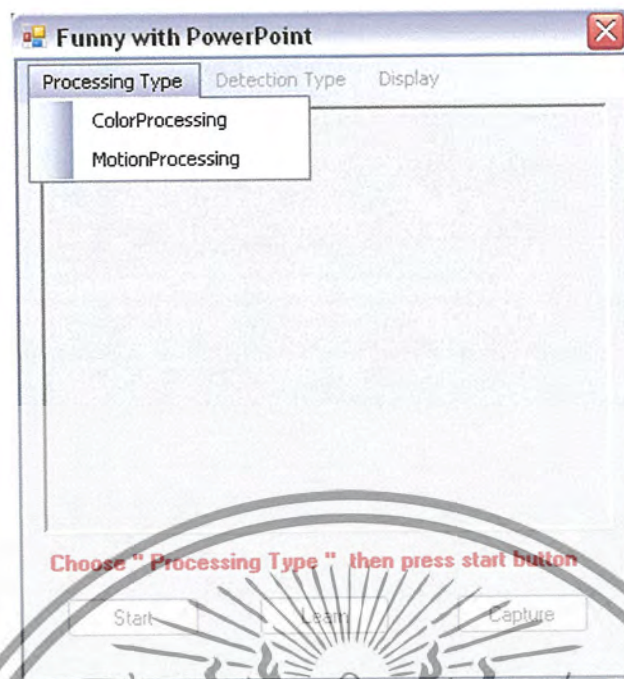 Funny with PowerPoint
Processing Type Detection Type Display
ColorProcessing
MotionProcessing
Choose " Processing Type " then press start button
Start Learn Capture